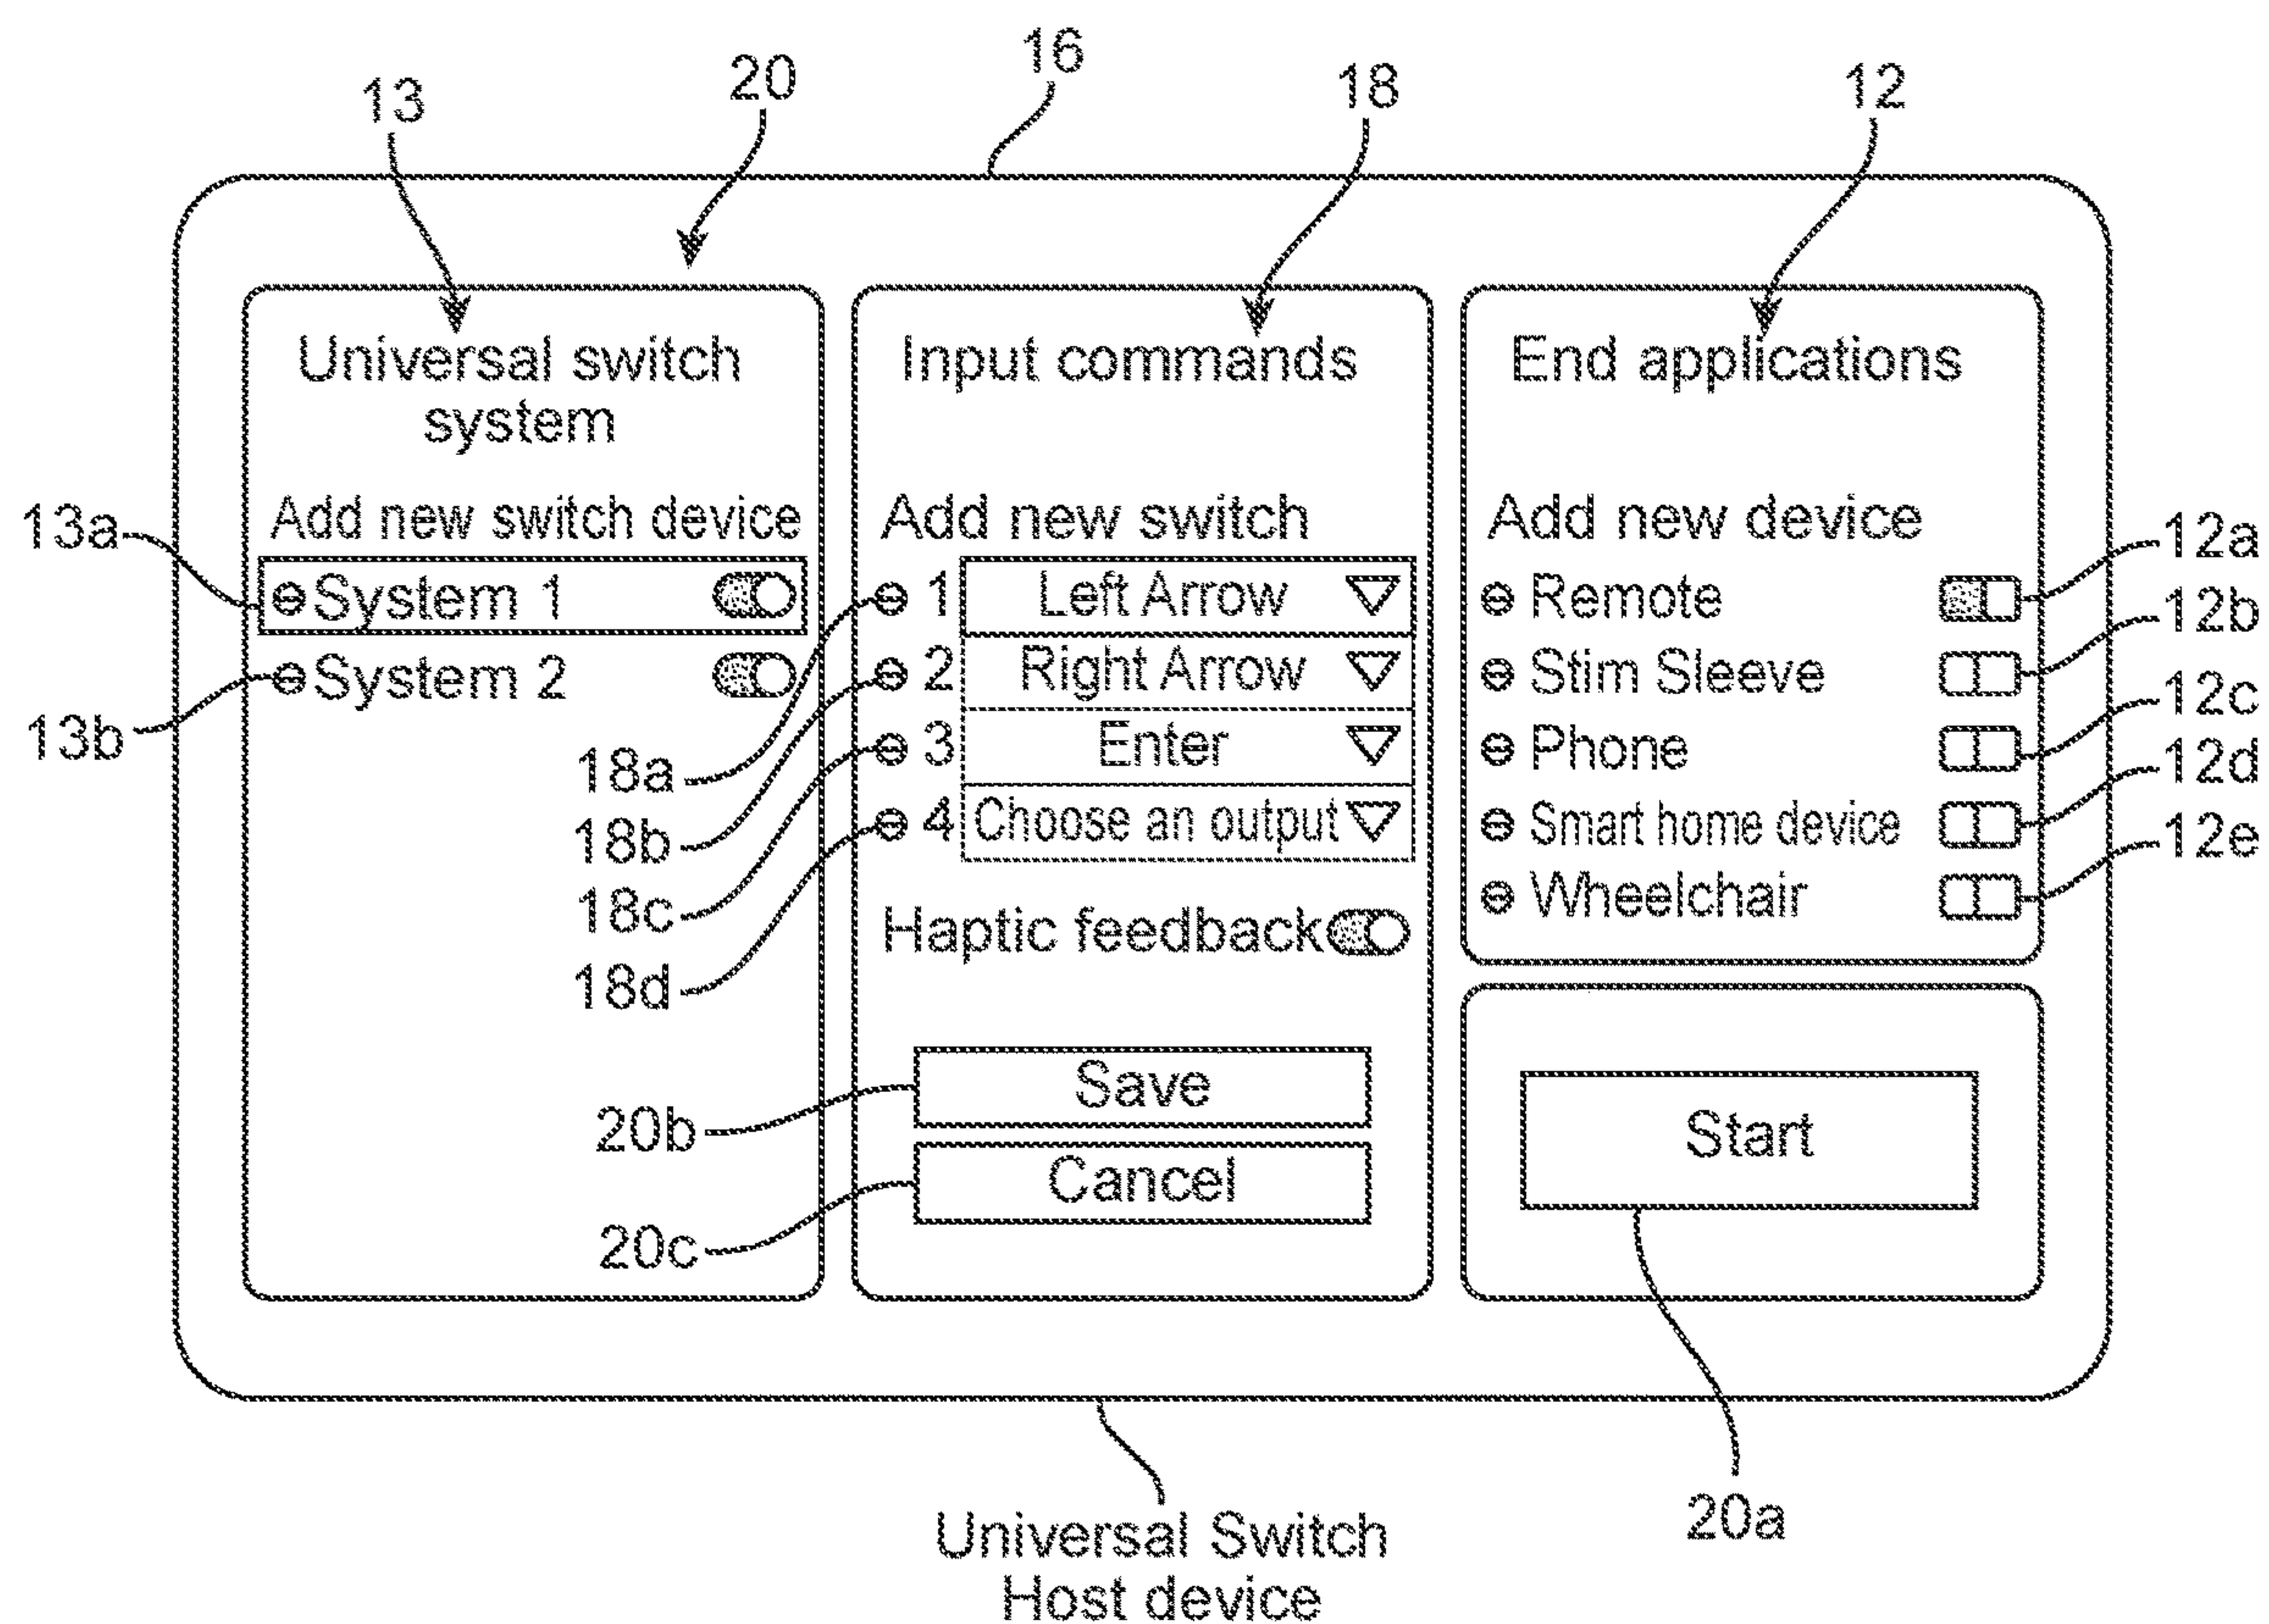 16
13
20
18
12
Universal switch
system
Add new switch device
13a
System 1
13b
System 2
Input commands
Add new switch
18a
1 Left Arrow
18b
2 Right Arrow
18c
3 Enter
18d
4 Choose an output
Haptic feedback
20b
Save
20c
Cancel
End applications
Add new device
Remote
12a
Stim Sleeve
12b
Phone
12c
Smart home device
12d
Wheelchair
12e
Start
20a
Universal Switch
Host device